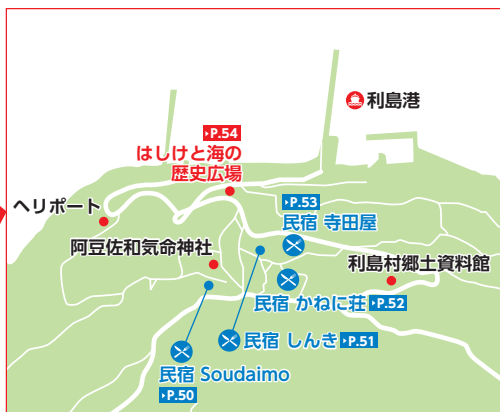 利島港
▸P.54
はしけと海の
歴史広場
ヘリポート
▸P.53
民宿 寺田屋
阿豆佐和気命神社
利島村郷土資料館
民宿 かねに荘 ▸P.52
民宿 しんき ▸P.51
民宿 Soudaimo
▸P.50